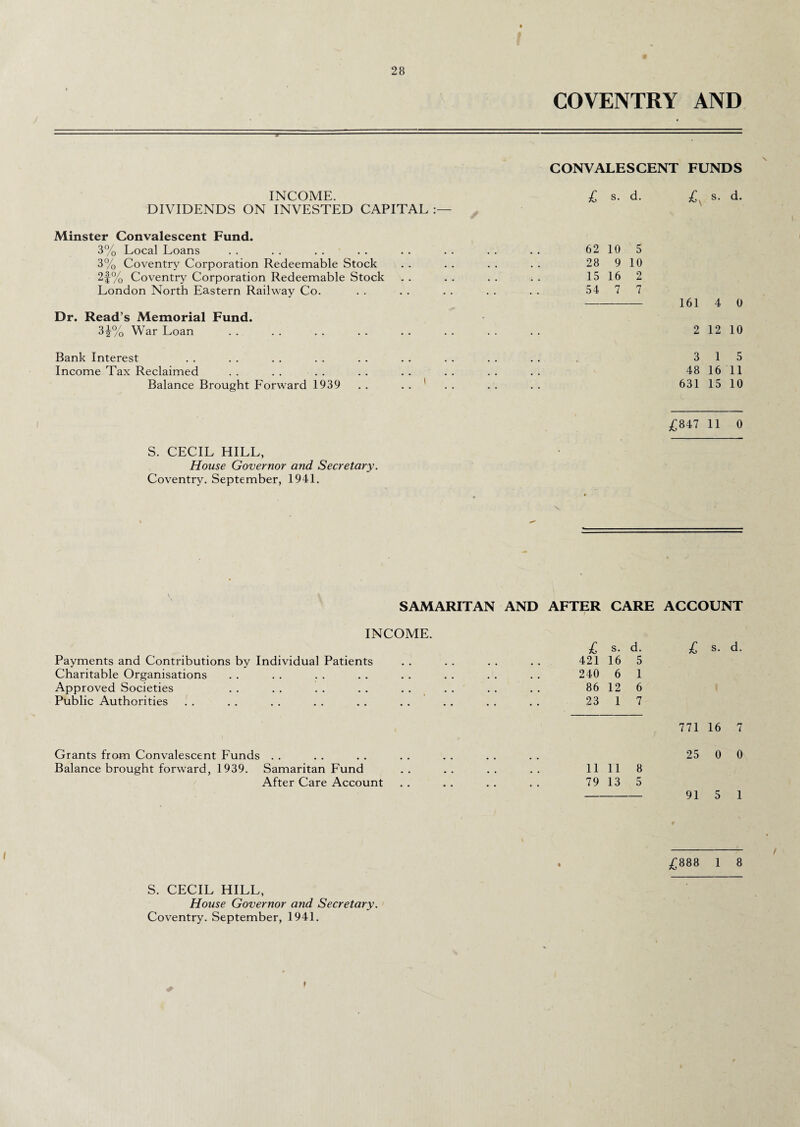 28
COVENTRY AND
CONVALESCENT FUNDS
INCOME. £ s. d. £ s. d.
DIVIDENDS ON INVESTED CAPITAL :—
Minster Convalescent Fund.
3% Local Loans .. .. .. .. .. .. .. .. 62 10 5
3% Coventry Corporation Redeemable Stock .. .. .. .. 28 9 10
2¾% Coventry Corporation Redeemable Stock .. .. .. .. 15 16 2
London North Eastern Railway Co. .. .. .. .. .. 54 7 7
161 4 0
Dr. Read's Memorial Fund.
3½% War Loan .. .. .. .. .. .. .. .. 2 12 10
Bank Interest .. .. .. .. .. .. .. .. .. 3 1 5
Income Tax Reclaimed .. .. .. .. .. .. .. .. 48 16 11
Balance Brought Forward 1939 .. .. .. .. .. 631 15 10
£847 11 0
S. CECIL HILL,
House Governor and Secretary.
Coventry. September, 1941.
SAMARITAN AND AFTER CARE ACCOUNT
INCOME.
£ s. d. £ s. d.
Payments and Contributions by Individual Patients .. .. .. .. 421 16 5
Charitable Organisations .. .. .. .. .. .. .. .. 240 6 1
Approved Societies .. .. .. .. .. .. .. .. 86 12 6
Public Authorities .. .. .. .. .. .. .. .. .. 23 1 7
771 16 7
Grants from Convalescent Funds .. .. .. .. .. .. .. 25 0 0
Balance brought forward, 1939. Samaritan Fund .. .. .. .. 11 11 8
After Care Account .. .. .. .. 79 13 5
91 5 1
£888 1 8
S. CECIL HILL,
House Governor and Secretary.
Coventry. September, 1941.